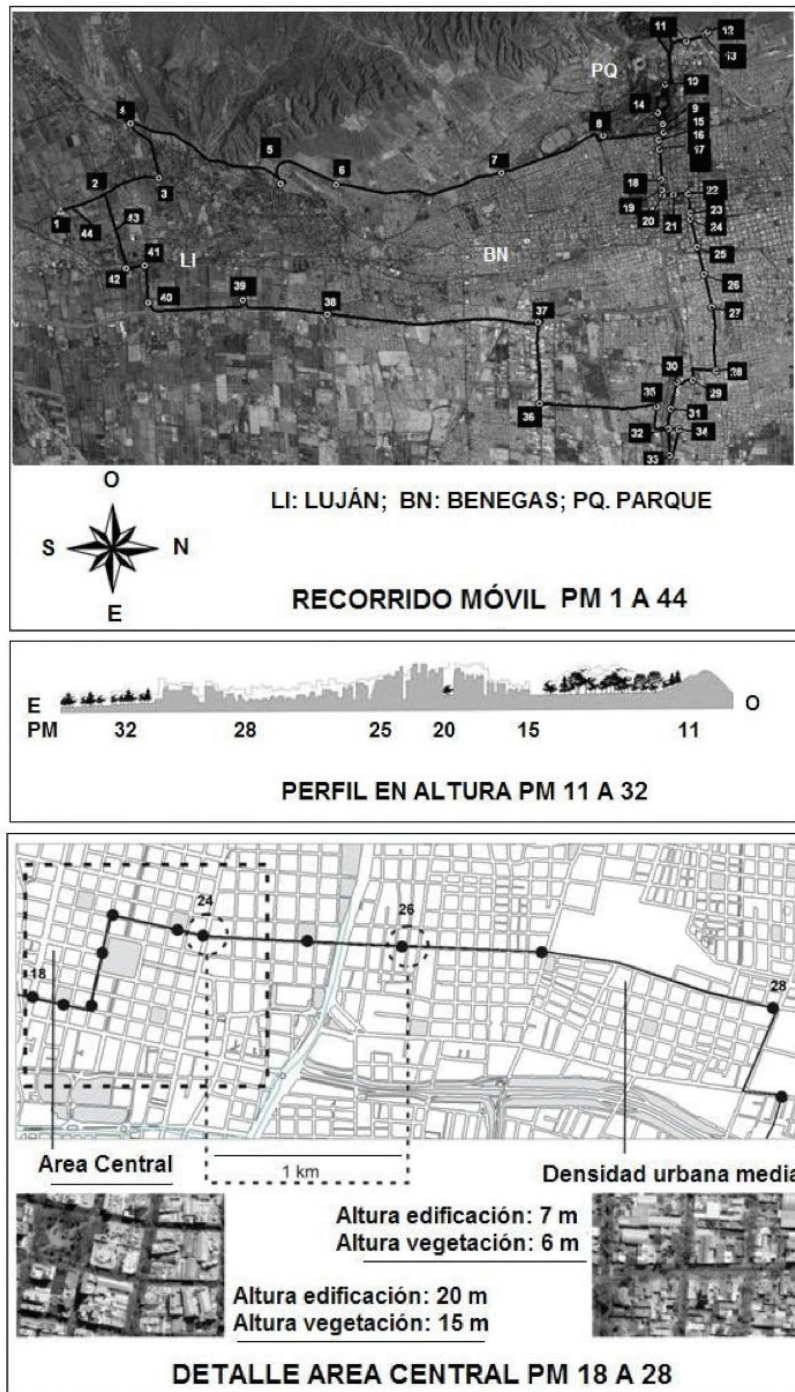 11
12
13
PQ
10
14
9
15
16
17
8
4
5
6
7
18
22
23
24
19
20
21
2
3
1
44
43
LI
BN
25
26
27
41
42
40
39
38
37
30
28
29
35
36
31
32
34
33
O
S N
E
LI: LUJÁN; BN: BENEGAS; PQ. PARQUE
RECORRIDO MÓVIL PM 1 A 44
E O
PM 32 28 25 20 15 11
PERFIL EN ALTURA PM 11 A 32
24
26
18
28
Area Central
1 km
Densidad urbana media
Altura edificación: 7 m
Altura vegetación: 6 m
Altura edificación: 20 m
Altura vegetación: 15 m
DETALLE AREA CENTRAL PM 18 A 28